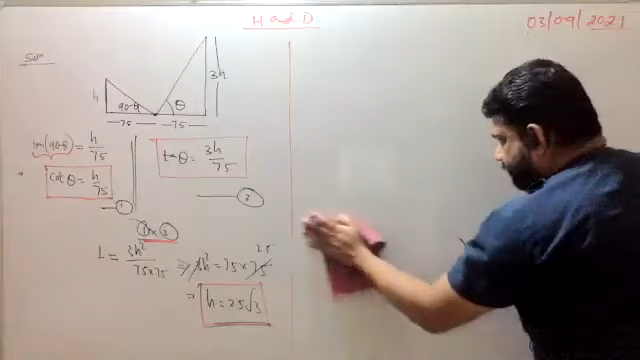 H and D
03/09/2021
Soln
h
90-θ
θ
3h
75
75
tan(90-θ) = h/75
cot θ = h/75
1
tan θ = 3h/75
2
1 × 2
1 = 3h²/75×75
⇒ 3h² = 75×75
25
⇒ h = 25√3